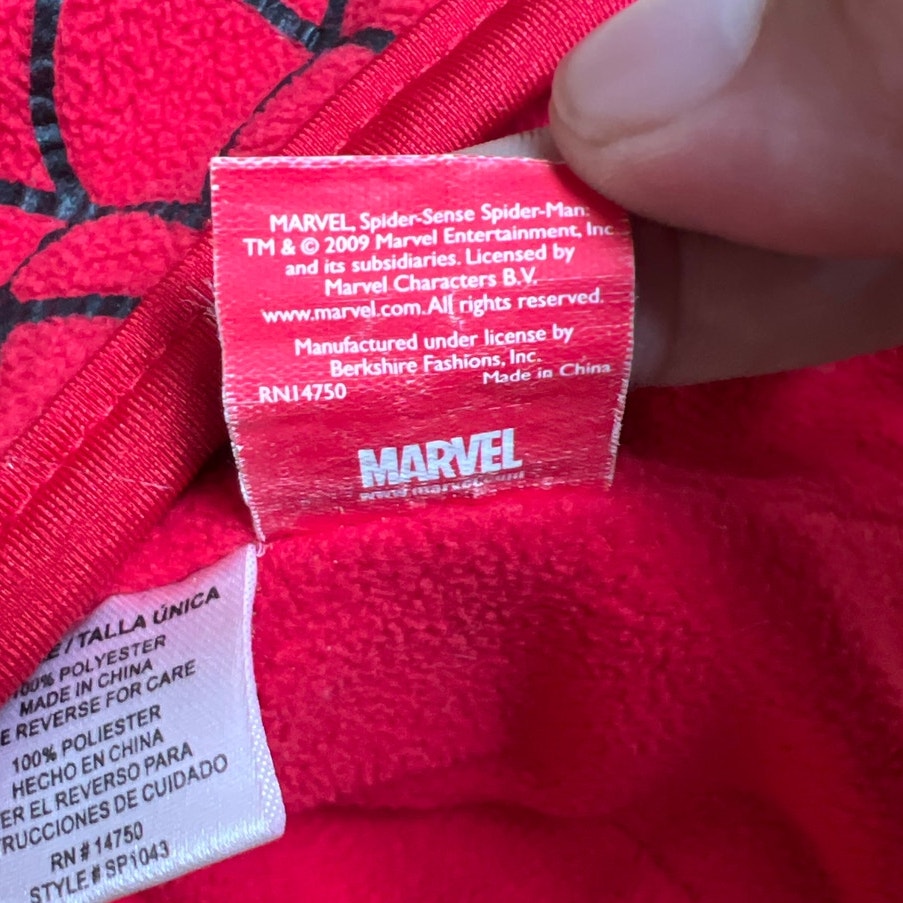 MARVEL, Spider-Sense Spider-Man:
TM & © 2009 Marvel Entertainment, Inc
and its subsidiaries. Licensed by
Marvel Characters B.V.
www.marvel.com. All rights reserved.
Manufactured under license by
Berkshire Fashions, Inc.
Made in China
RN14750
MARVEL
www.marvel.com
/ TALLA ÚNICA
100% POLYESTER
MADE IN CHINA
REVERSE FOR CARE
100% POLIESTER
HECHO EN CHINA
EL REVERSO PARA
DE CUIDADO
RN # 14750
STYLE # SP1043